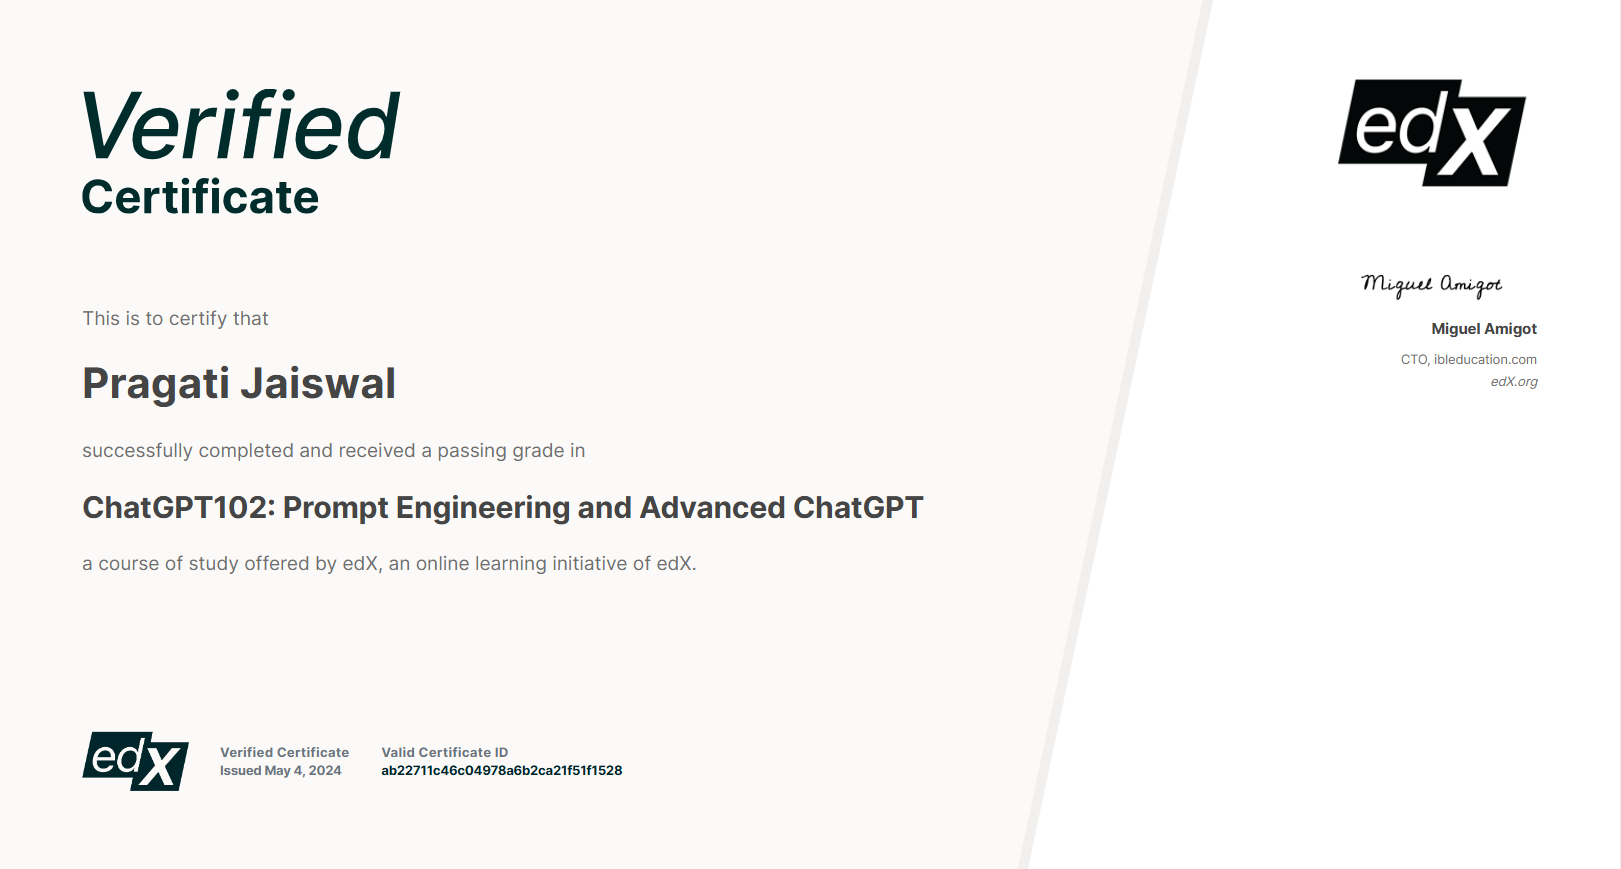 Verified
Certificate
This is to certify that
Pragati Jaiswal
successfully completed and received a passing grade in
ChatGPT102: Prompt Engineering and Advanced ChatGPT
a course of study offered by edX, an online learning initiative of edX.
edX
Verified Certificate
Issued May 4, 2024
Valid Certificate ID
ab22711c46c04978a6b2ca21f51f1528
edX
Miguel Amigot
Miguel Amigot
CTO, ibleducation.com
edX.org